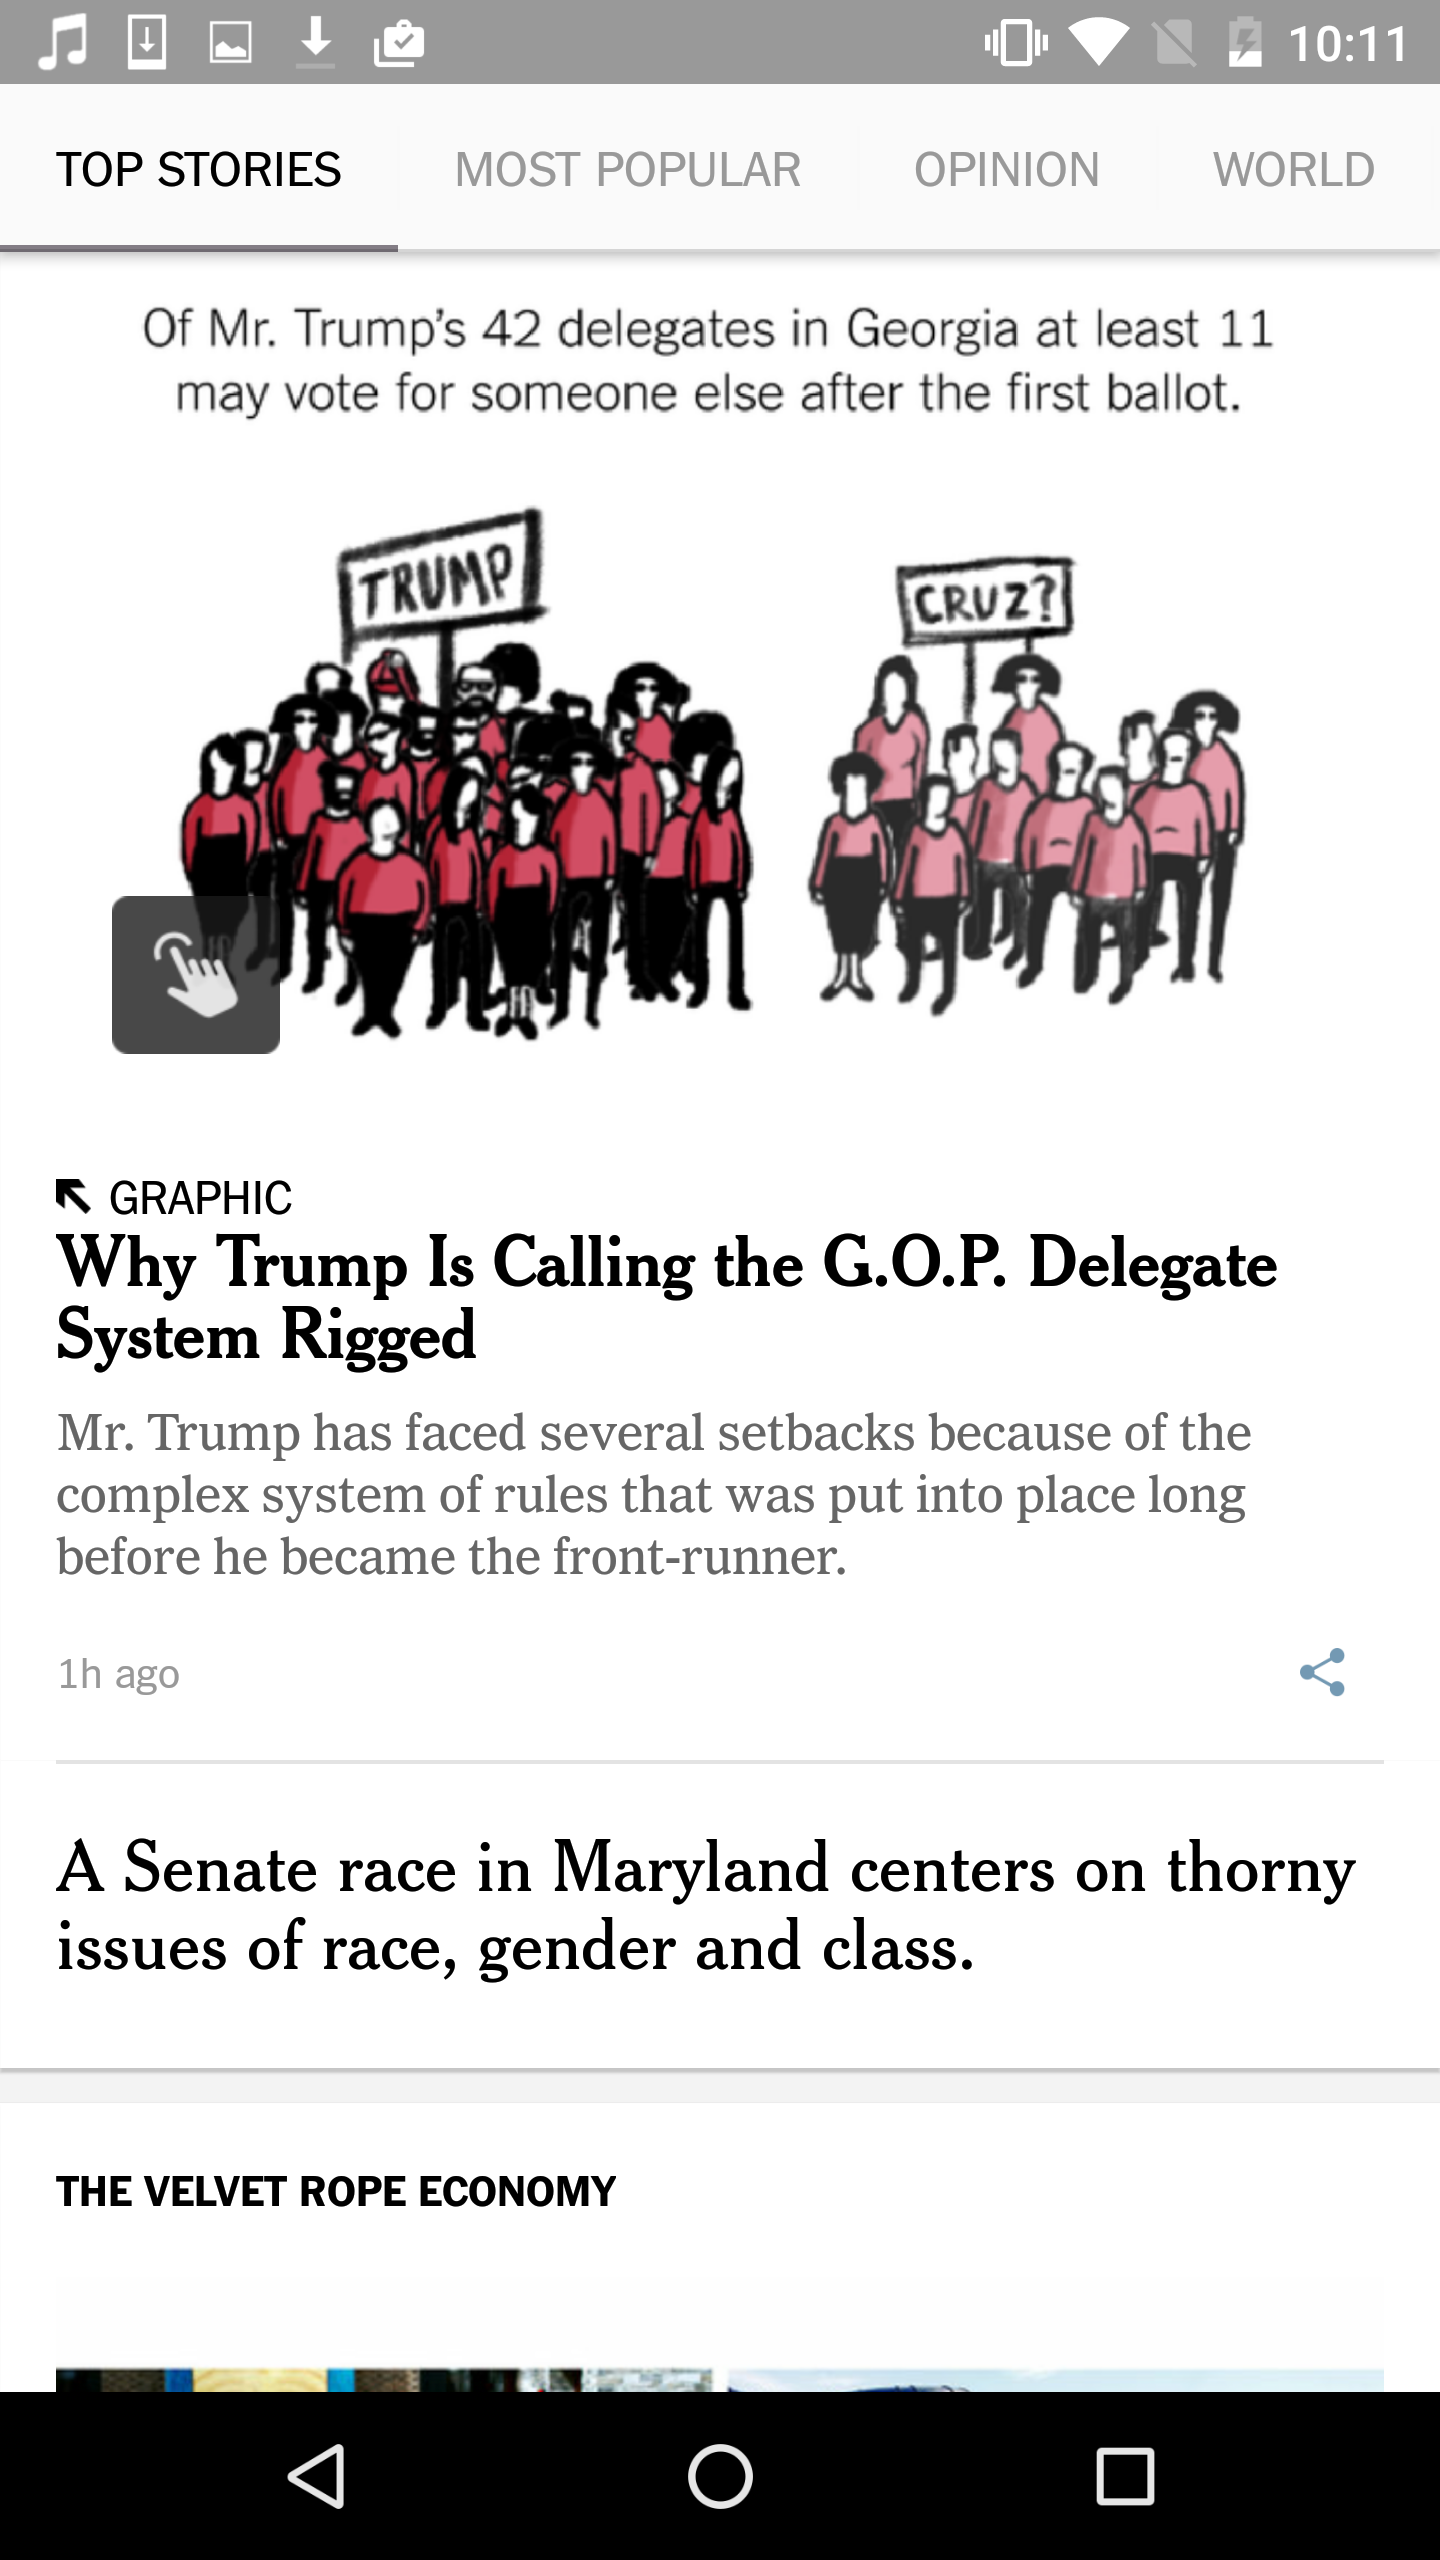 10:11
TOP STORIES MOST POPULAR OPINION WORLD
Of Mr. Trump’s 42 delegates in Georgia at least 11
may vote for someone else after the first ballot.
TRUMP
CRUZ?
GRAPHIC
Why Trump Is Calling the G.O.P. Delegate
System Rigged
Mr. Trump has faced several setbacks because of the
complex system of rules that was put into place long
before he became the front-runner.
1h ago
A Senate race in Maryland centers on thorny
issues of race, gender and class.
THE VELVET ROPE ECONOMY